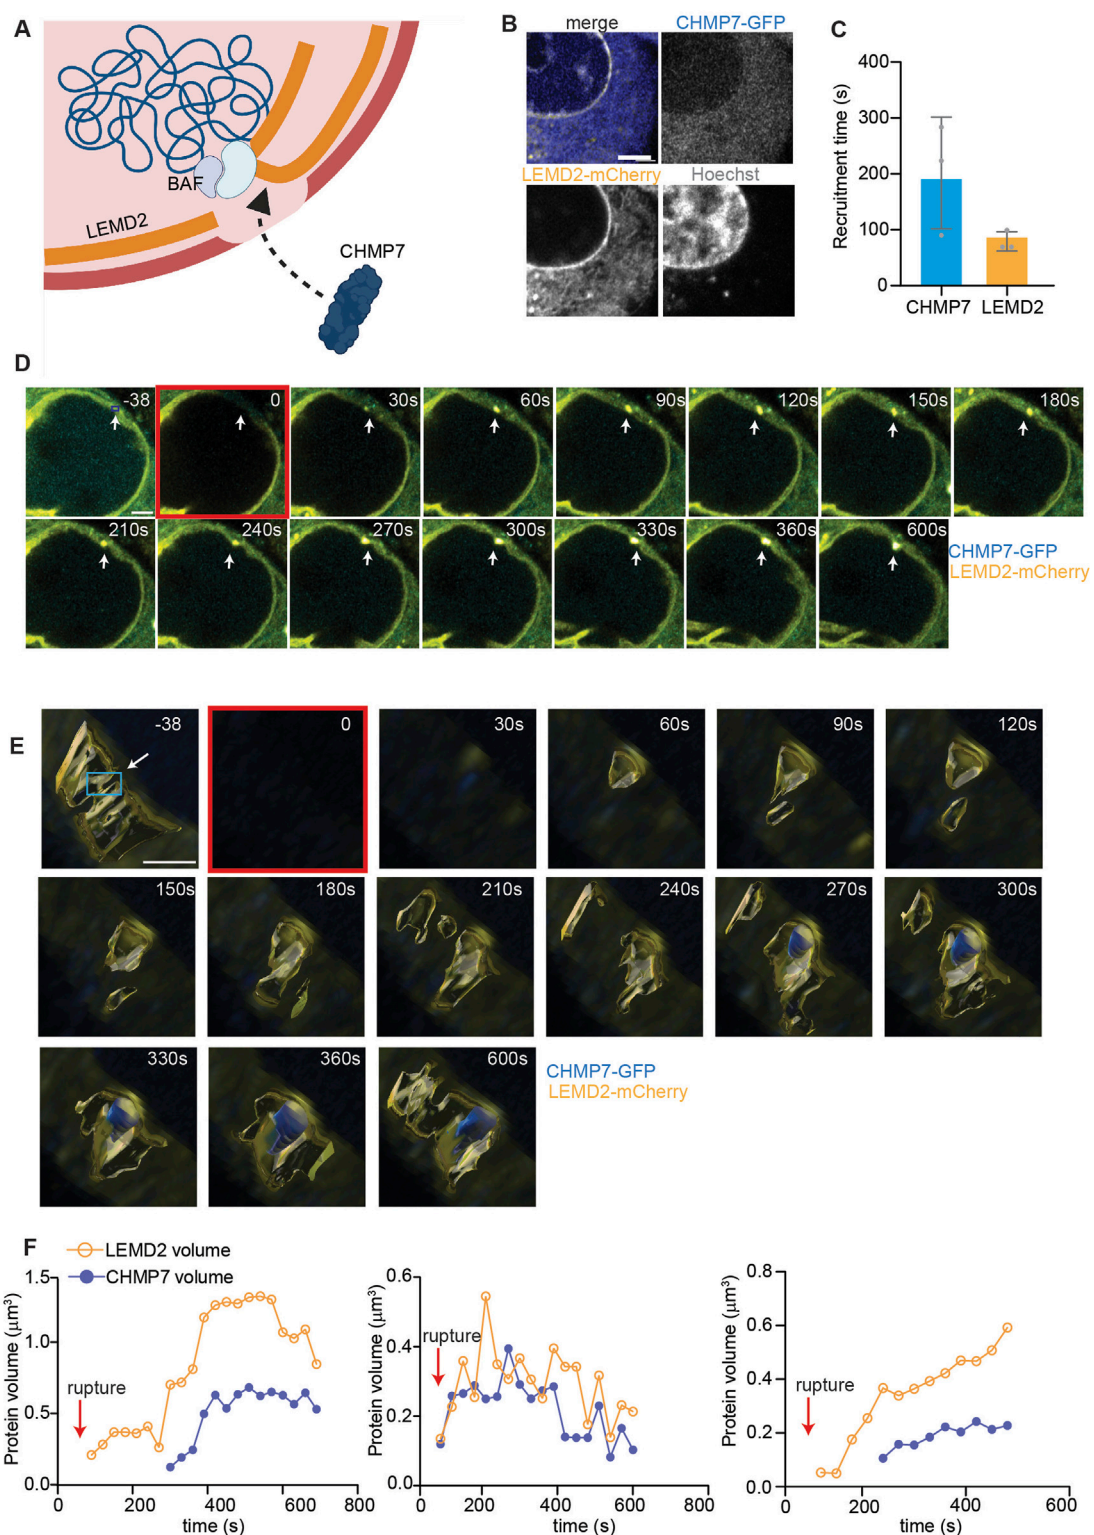 A
BAF
LEMD2
CHMP7
B
merge
CHMP7-GFP
LEMD2-mCherry
Hoechst
C
Recruitment time (s)
400
300
200
100
0
CHMP7
LEMD2
D
-38
0
30s
60s
90s
120s
150s
180s
210s
240s
270s
300s
330s
360s
600s
CHMP7-GFP
LEMD2-mCherry
E
-38
0
30s
60s
90s
120s
150s
180s
210s
240s
270s
300s
330s
360s
600s
CHMP7-GFP
LEMD2-mCherry
F
LEMD2 volume
CHMP7 volume
Protein volume (μm³)
1.5
1.0
0.5
0.0
rupture
0
200
400
600
800
time (s)
Protein volume (μm³)
0.6
0.4
0.2
0.0
rupture
0
200
400
600
800
time (s)
Protein volume (μm³)
0.8
0.6
0.4
0.2
0.0
rupture
0
200
400
600
time (s)